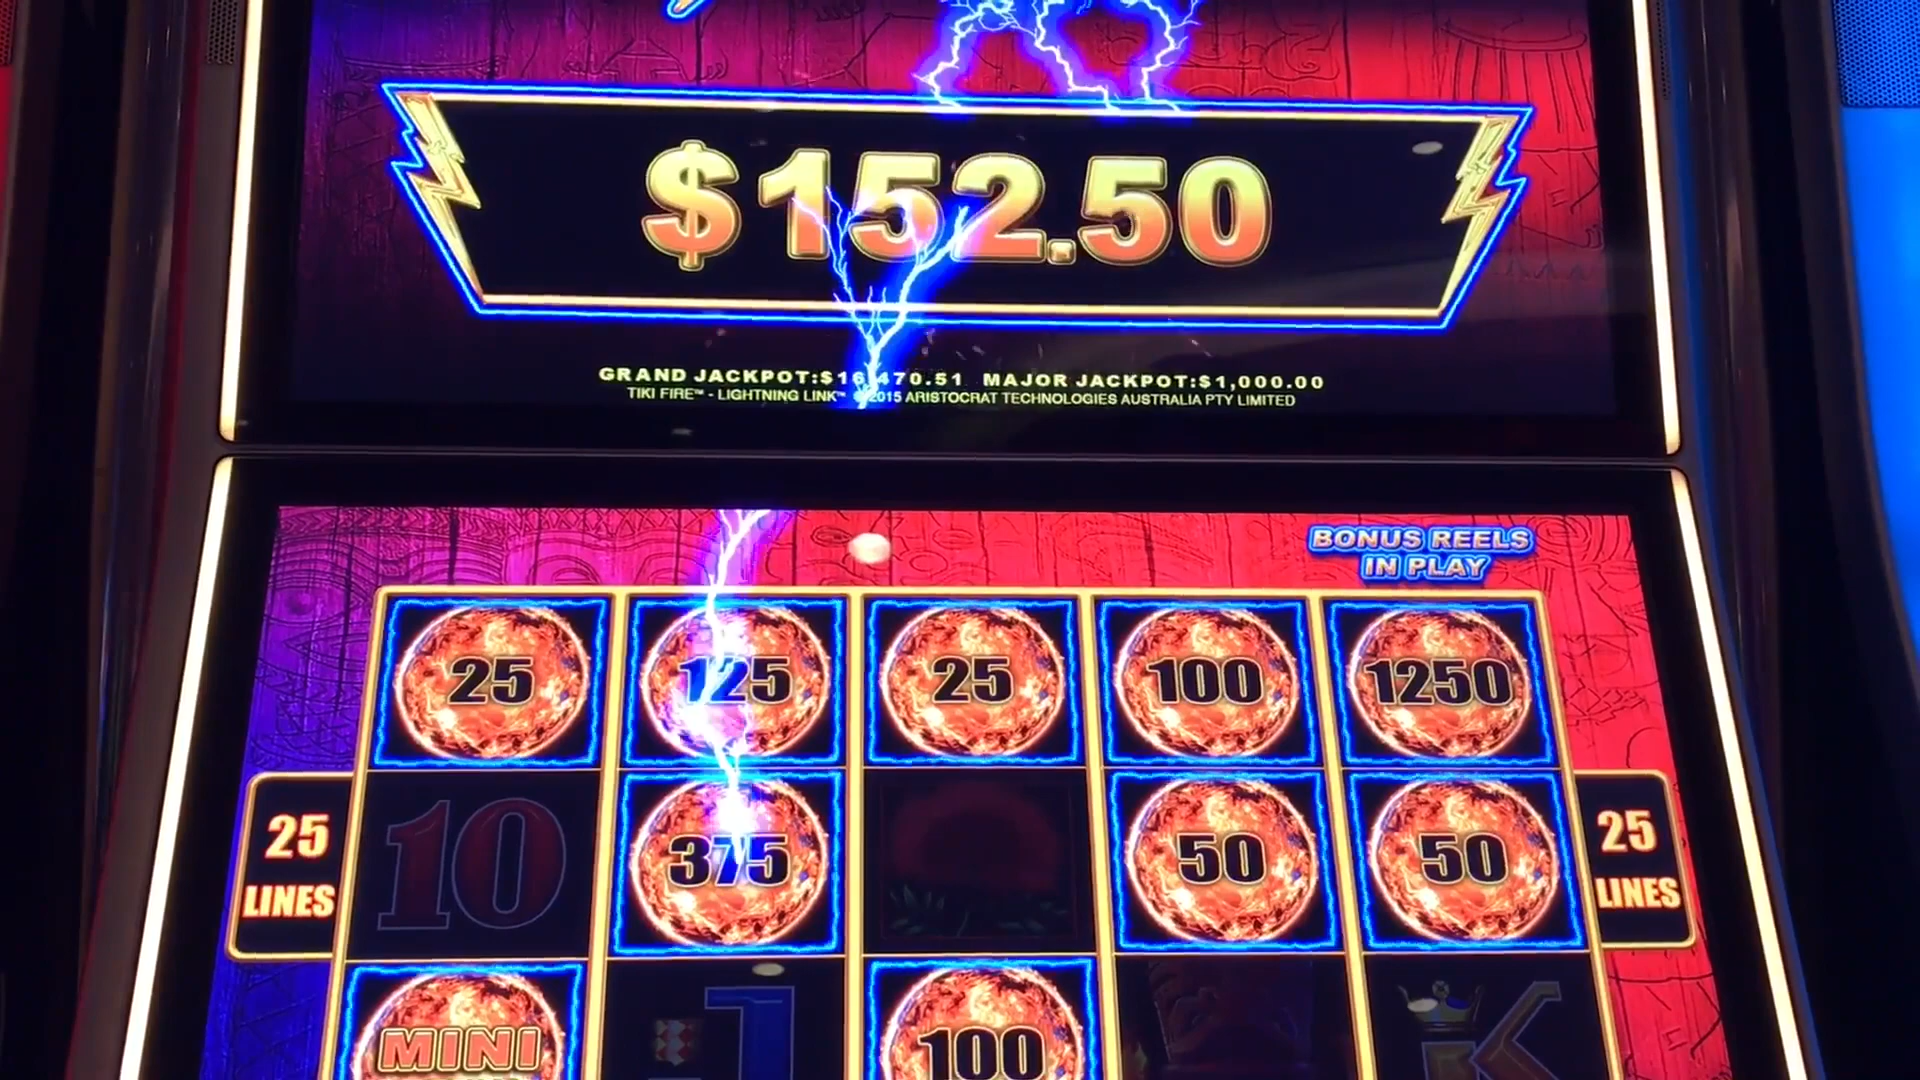 $152.50
GRAND JACKPOT:$16,470.51 MAJOR JACKPOT:$1,000.00
TIKI FIRE™ - LIGHTNING LINK™ ©2015 ARISTOCRAT TECHNOLOGIES AUSTRALIA PTY LIMITED
BONUS REELS
IN PLAY
25 125 25 100 1250
25
LINES
10 375 50 50
25
LINES
MINI J 100 K